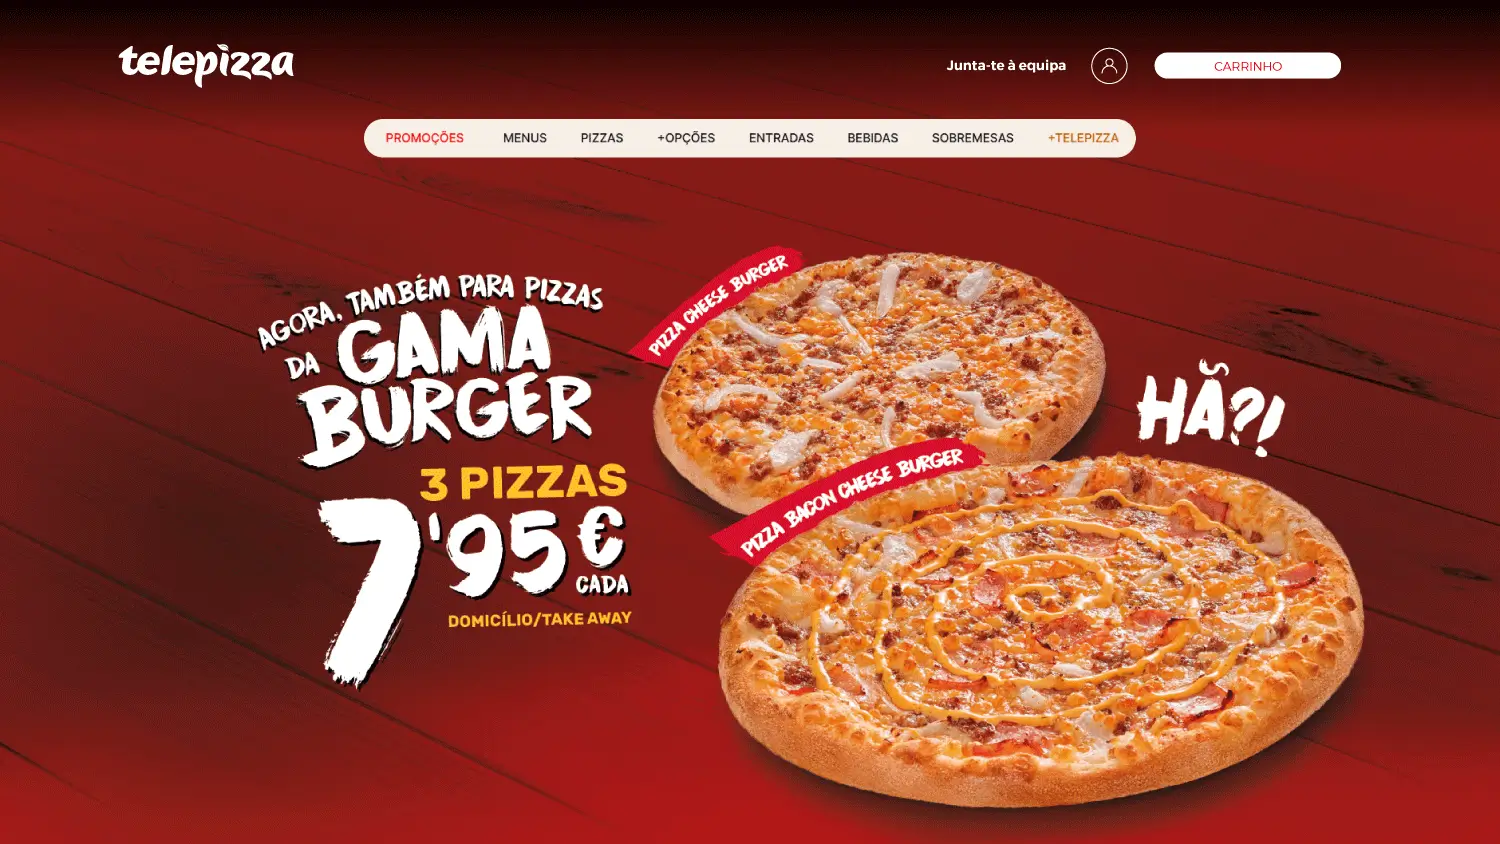 telepizza
Junta-te à equipa
CARRINHO
PROMOÇÕES
MENUS
PIZZAS
+OPÇÕES
ENTRADAS
BEBIDAS
SOBREMESAS
+TELEPIZZA
AGORA, TAMBÉM PARA PIZZAS
DA GAMA
BURGER
3 PIZZAS
7'95€
CADA
DOMICÍLIO/TAKE AWAY
PIZZA CHEESE BURGER
PIZZA BACON CHEESE BURGER
HÃ?!